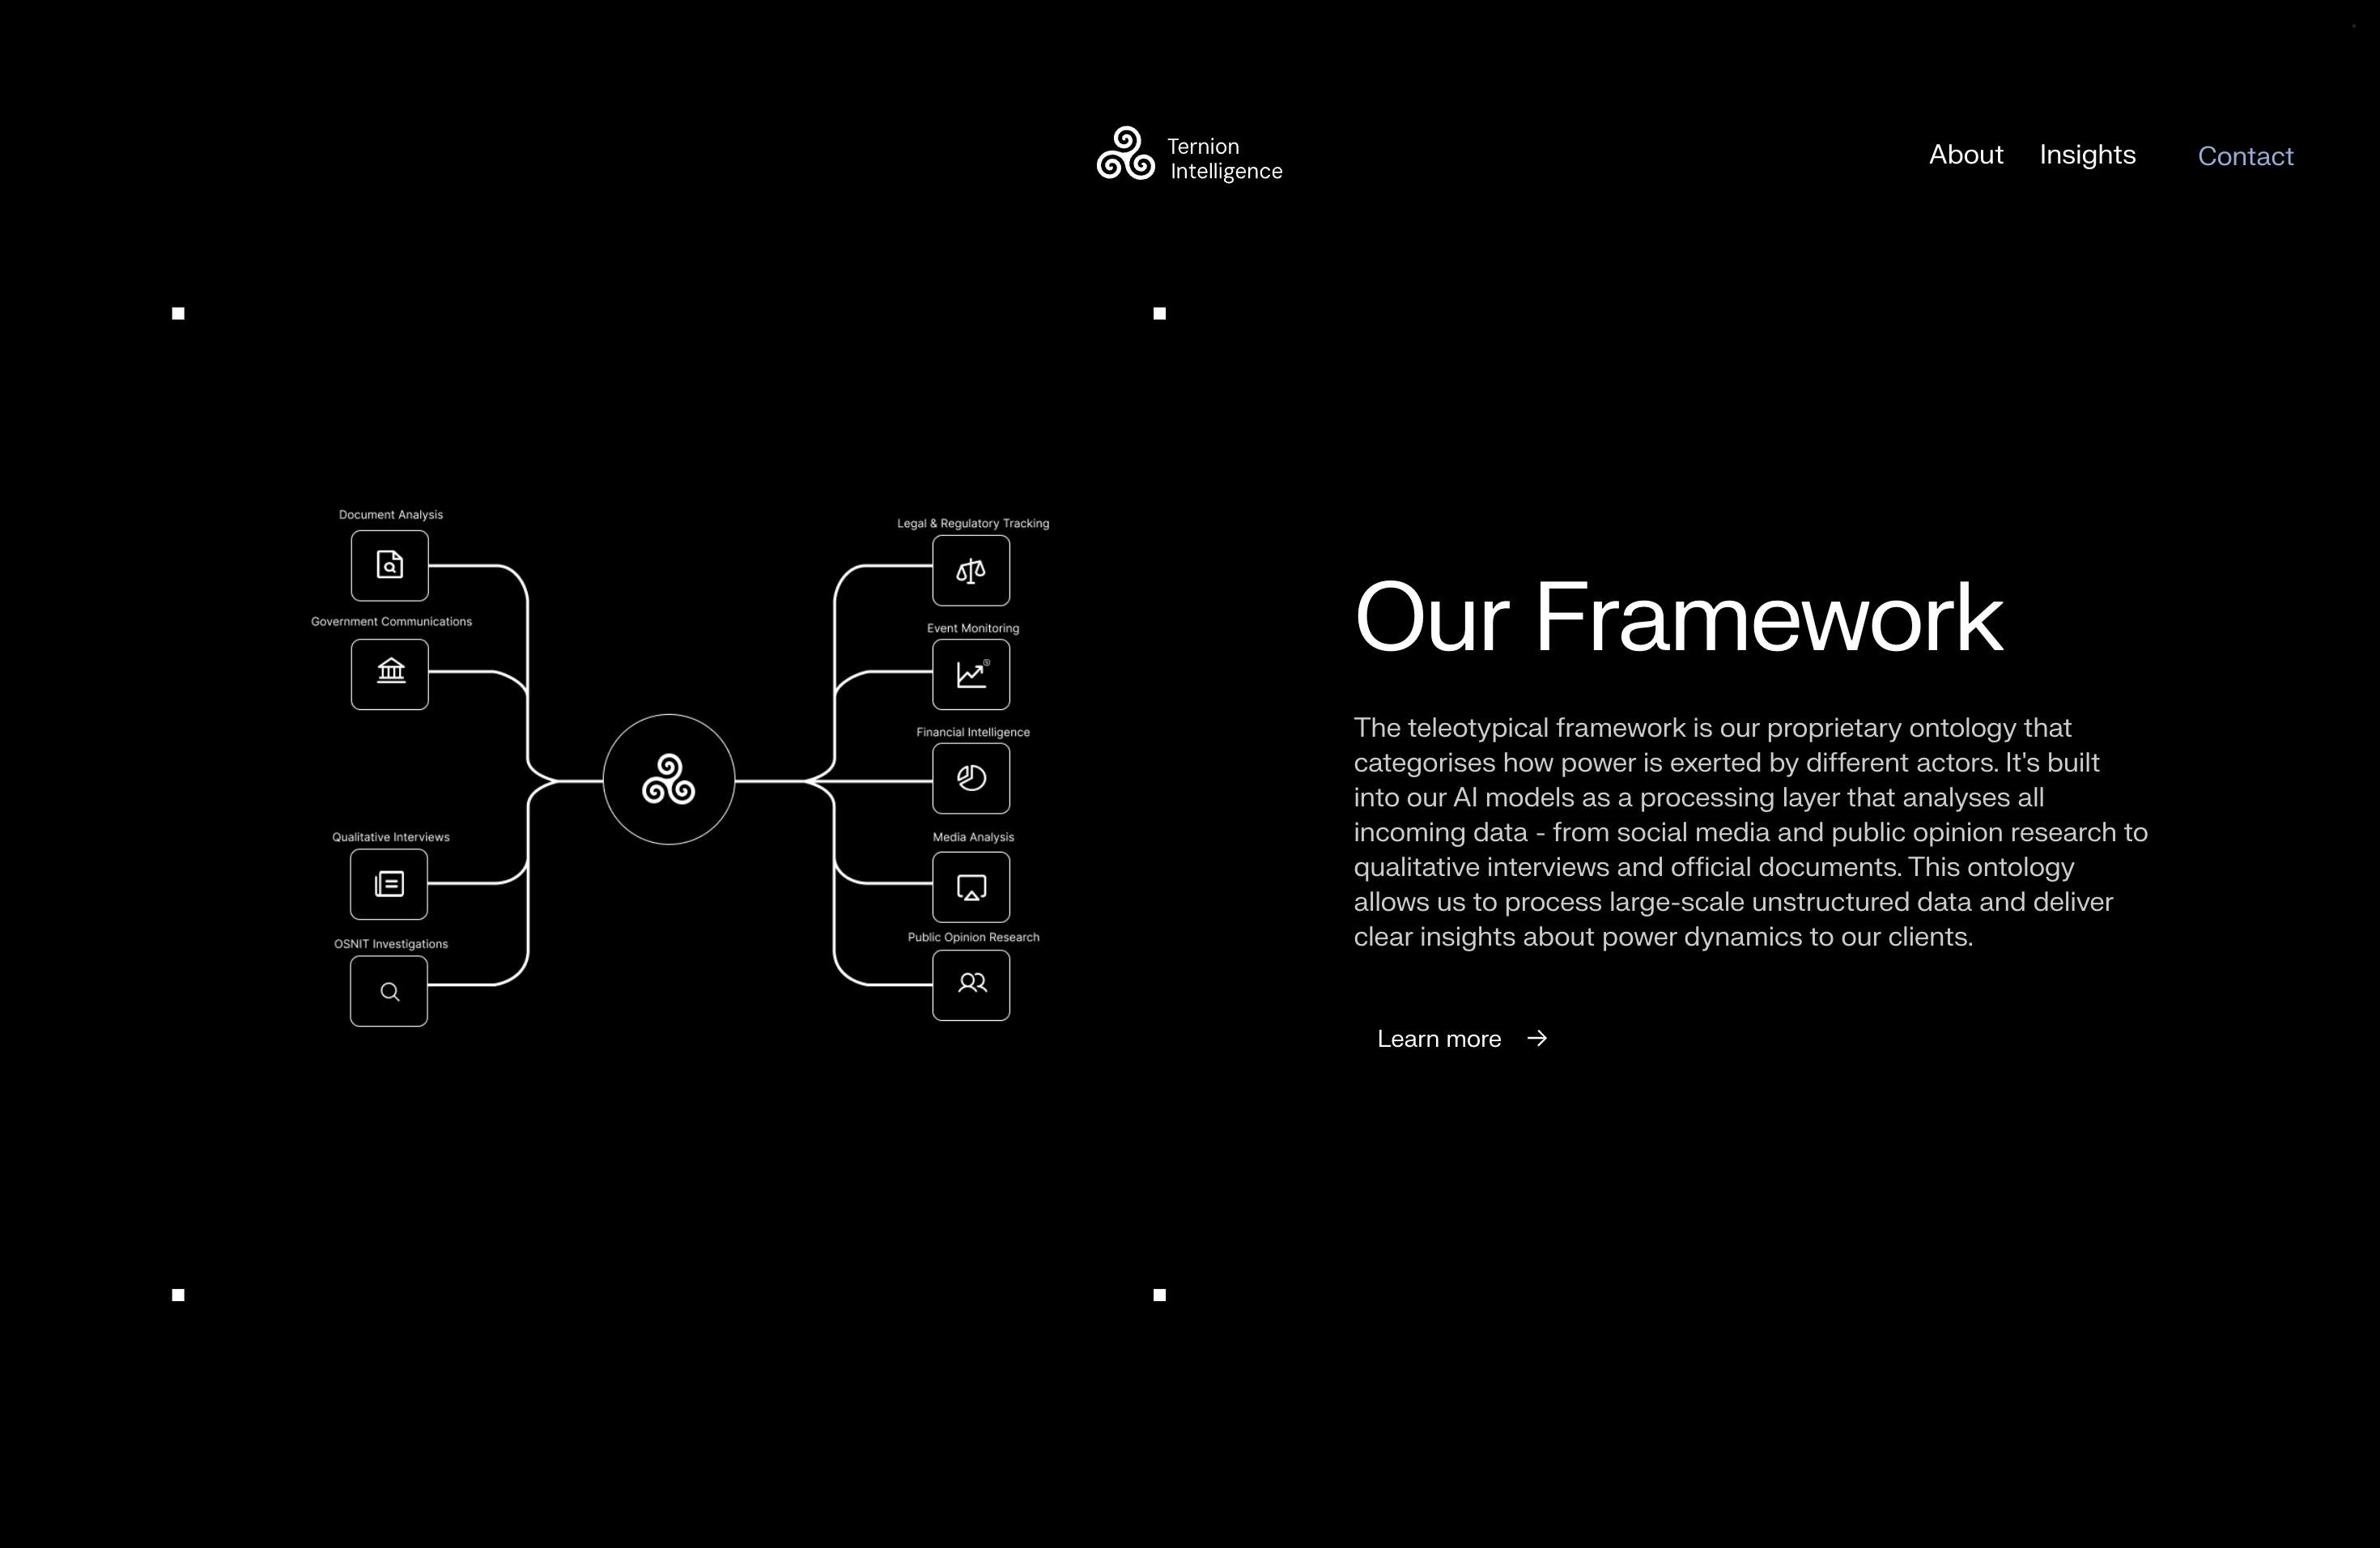 Ternion
Intelligence
About
Insights
Contact
Document Analysis
Government Communications
Qualitative Interviews
OSNIT Investigations
Legal & Regulatory Tracking
Event Monitoring
Financial Intelligence
Media Analysis
Public Opinion Research
Our Framework
The teleotypical framework is our proprietary ontology that
categorises how power is exerted by different actors. It's built
into our AI models as a processing layer that analyses all
incoming data - from social media and public opinion research to
qualitative interviews and official documents. This ontology
allows us to process large-scale unstructured data and deliver
clear insights about power dynamics to our clients.
Learn more →